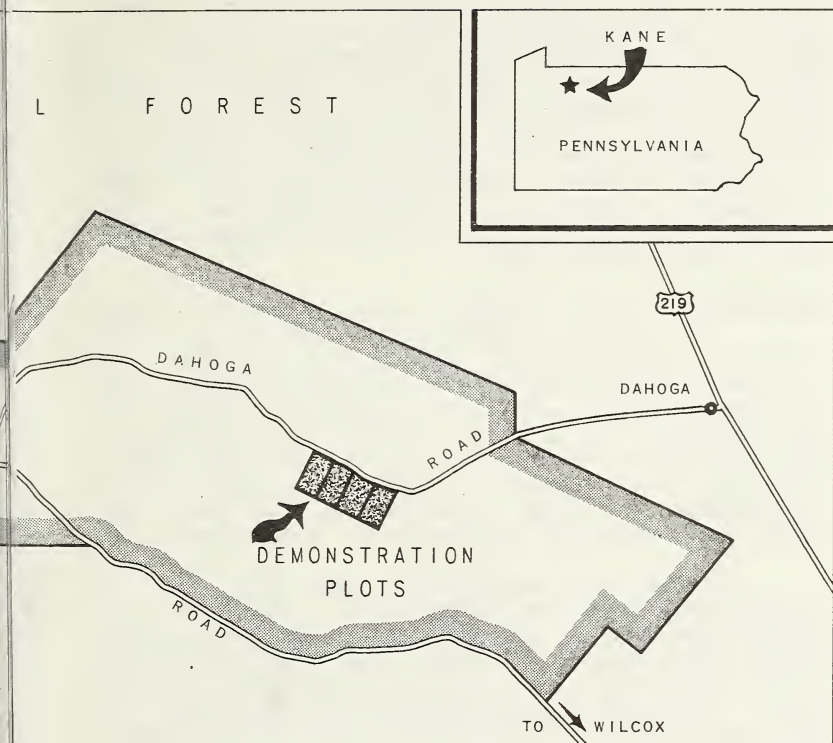 KANE
PENNSYLVANIA
L FOREST
219
DAHOGA
DAHOGA
ROAD
DEMONSTRATION
PLOTS
ROAD
TO WILCOX